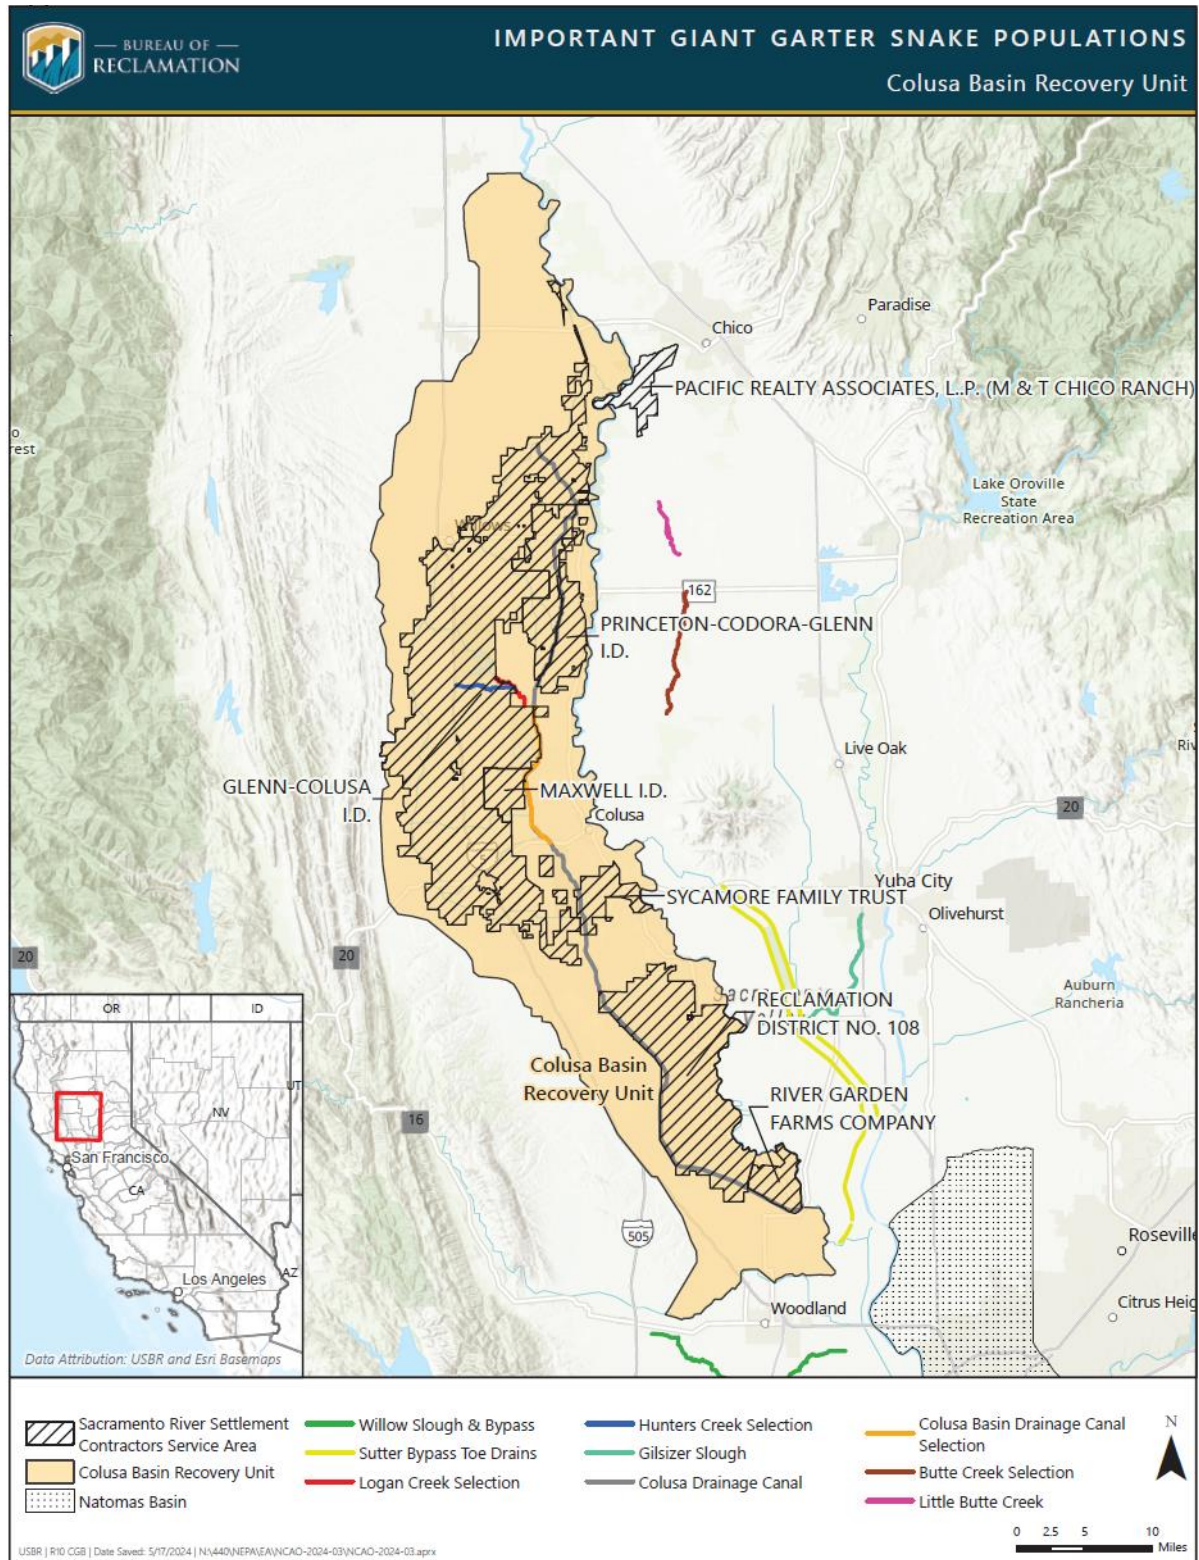 BUREAU OF
RECLAMATION
IMPORTANT GIANT GARTER SNAKE POPULATIONS
Colusa Basin Recovery Unit
Paradise
Chico
PACIFIC REALTY ASSOCIATES, L..P. (M & T CHICO RANCH)
o
rest
Lake Oroville
State
Recreation Area
Willows
162
PRINCETON-CODORA-GLENN
I.D.
Live Oak
Riv
GLENN-COLUSA
I.D.
MAXWELL I.D.
Colusa
20
5
Yuba City
SYCAMORE FAMILY TRUST
Olivehurst
20
20
Auburn
Rancheria
RECLAMATION
DISTRICT NO. 108
Colusa Basin
Recovery Unit
RIVER GARDEN
FARMS COMPANY
16
505
Roseville
Citrus Heig
Woodland
OR
ID
UT
NV
San Francisco
CA
Los Angeles
AZ
Data Attribution: USBR and Esri Basemaps
Sacramento River Settlement
Contractors Service Area
Colusa Basin Recovery Unit
Natomas Basin
Willow Slough & Bypass
Sutter Bypass Toe Drains
Logan Creek Selection
Hunters Creek Selection
Gilsizer Slough
Colusa Drainage Canal
Colusa Basin Drainage Canal
Selection
Butte Creek Selection
Little Butte Creek
N
0 2.5 5 10
Miles
USBR | R10 CGB | Date Saved: 5/17/2024 | N:\440\NEPA\EA\NCAO-2024-03\NCAO-2024-03.aprx